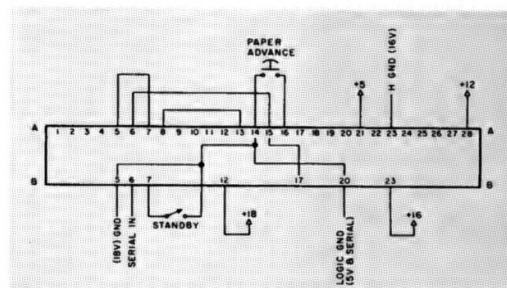 PAPER
ADVANCE
+5
H GND (16V)
+12
A 1 2 3 4 5 6 7 8 9 10 11 12 13 14 15 16 17 18 19 20 21 22 23 24 25 26 27 28 A
B 5 6 7 12 17 20 23 B
(18V) GND
SERIAL IN
STANDBY
+18
LOGIC GND
(5V & SERIAL)
+16